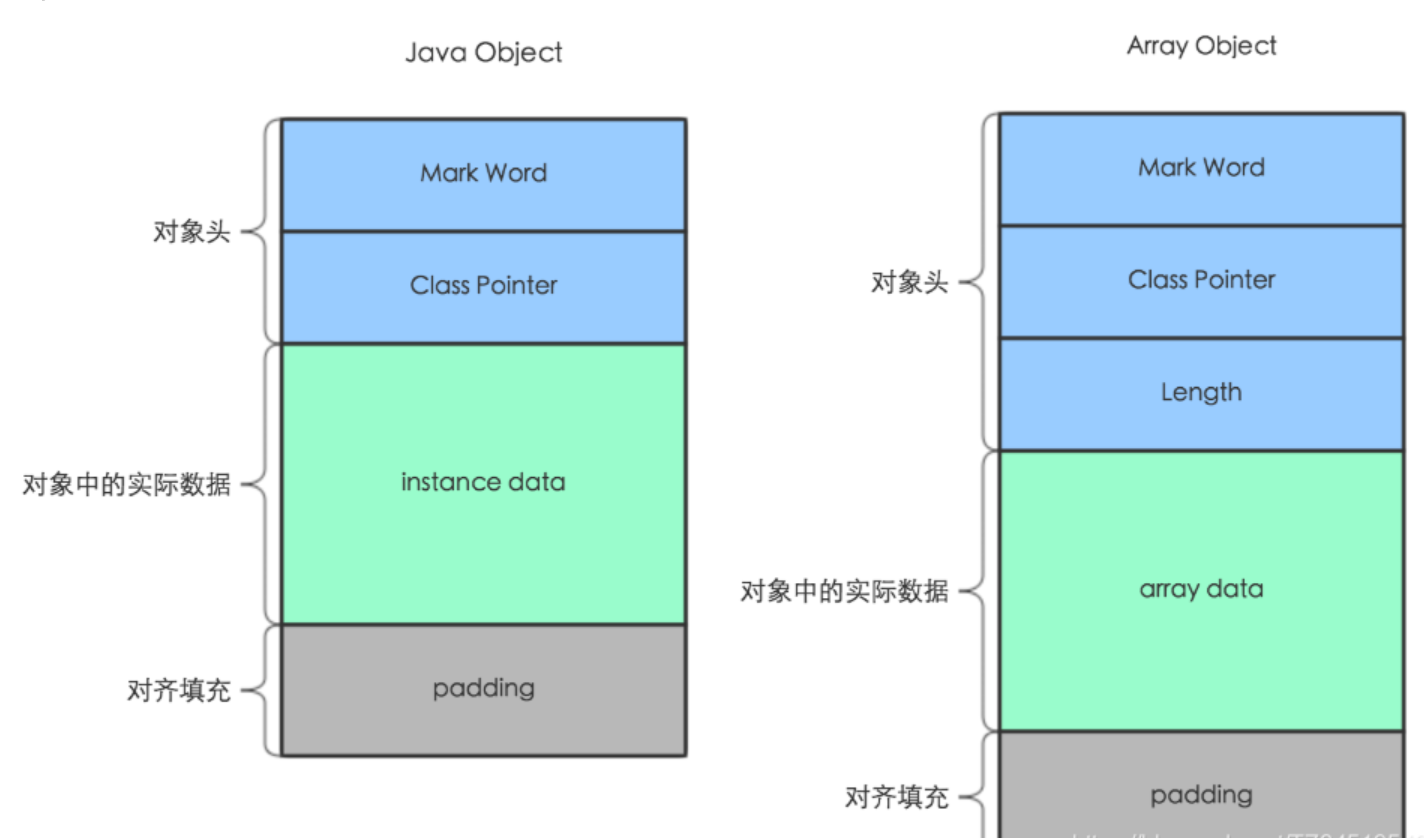 Java Object
Mark Word
对象头
Class Pointer
对象中的实际数据
instance data
对齐填充
padding
Array Object
Mark Word
对象头
Class Pointer
Length
对象中的实际数据
array data
对齐填充
padding